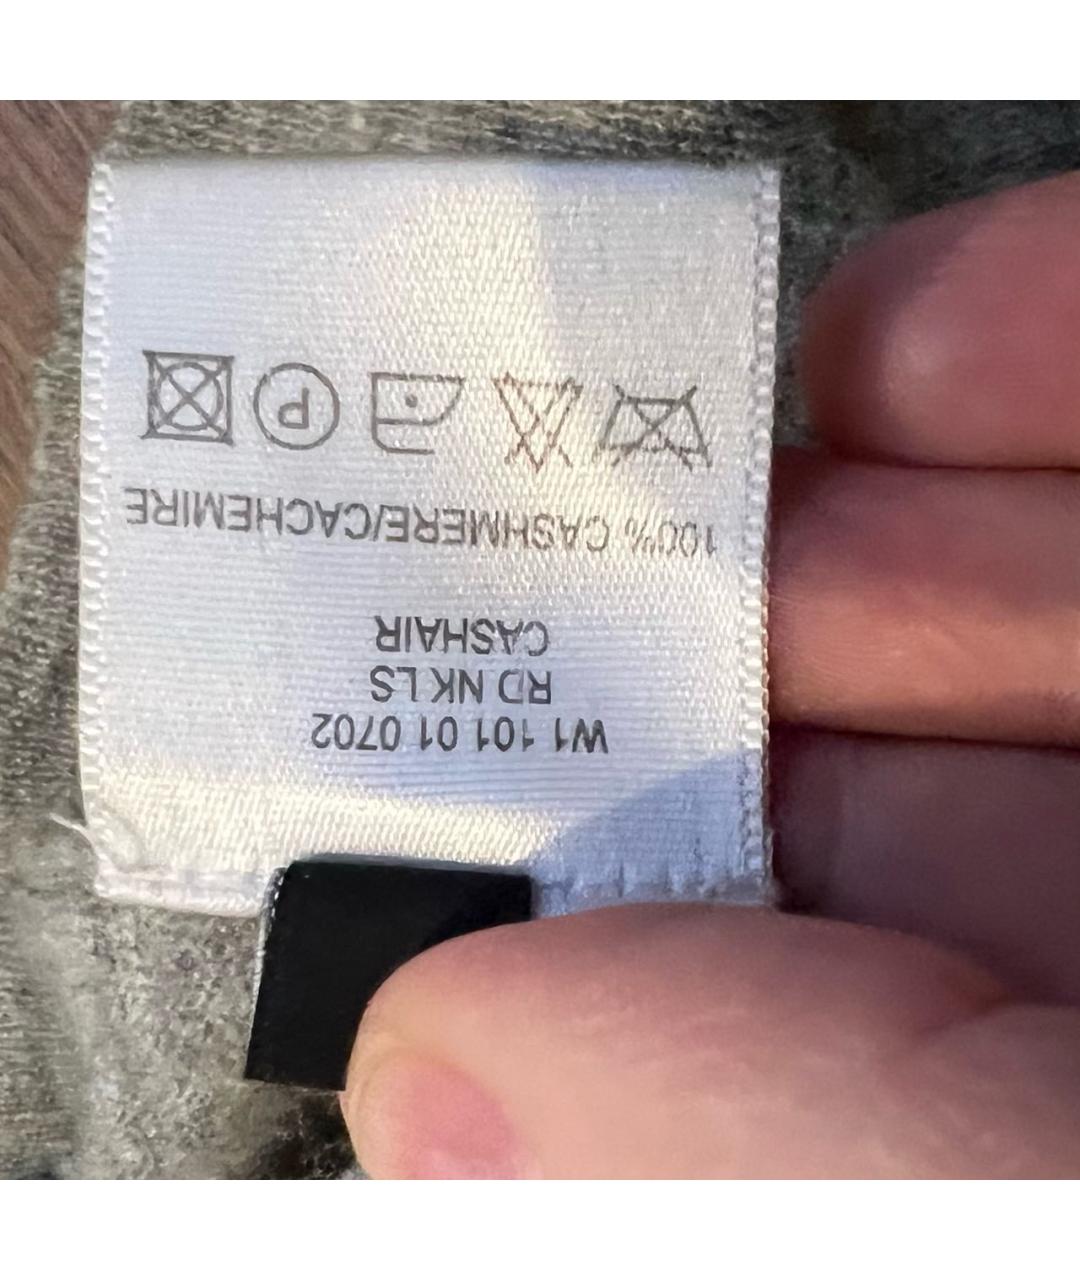 W1 101 01 0702
RD NK LS
CASHAIR
100% CASHMERE/CACHEMIRE
P